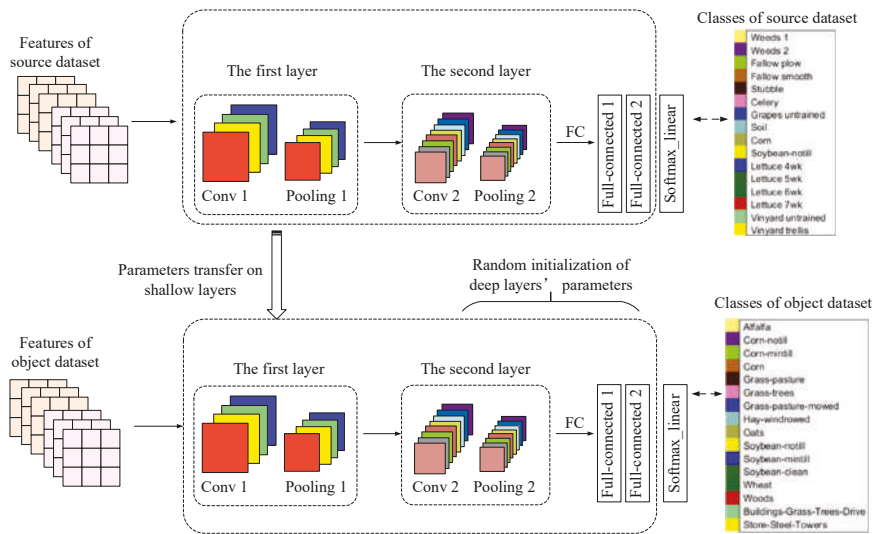 Features of
source dataset
The first layer
Conv 1
Pooling 1
The second layer
Conv 2
Pooling 2
FC
Full-connected 1
Full-connected 2
Softmax_linear
Classes of source dataset
Weeds 1
Weeds 2
Fallow plow
Fallow smooth
Stubble
Celery
Grapes untrained
Soil
Corn
Soybean-notill
Lettuce 4wk
Lettuce 5wk
Lettuce 6wk
Lettuce 7wk
Vinyard untrained
Vinyard trellis
Parameters transfer on
shallow layers
Random initialization of
deep layers' parameters
Features of
object dataset
The first layer
Conv 1
Pooling 1
The second layer
Conv 2
Pooling 2
FC
Full-connected 1
Full-connected 2
Softmax_linear
Classes of object dataset
Alfalfa
Corn-notill
Corn-mintill
Corn
Grass-pasture
Grass-trees
Grass-pasture-mowed
Hay-windrowed
Oats
Soybean-notill
Soybean-mintill
Soybean-clean
Wheat
Woods
Buildings-Grass-Trees-Drive
Store-Steel-Towers